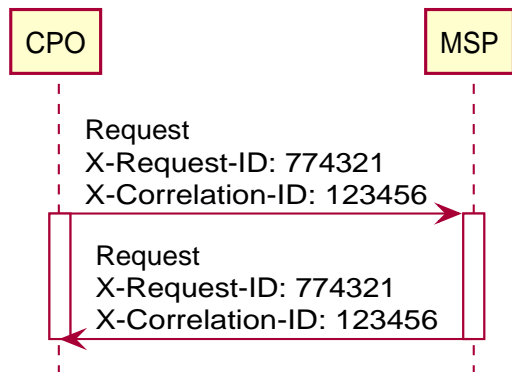 CPO
MSP
Request
X-Request-ID: 774321
X-Correlation-ID: 123456
Request
X-Request-ID: 774321
X-Correlation-ID: 123456